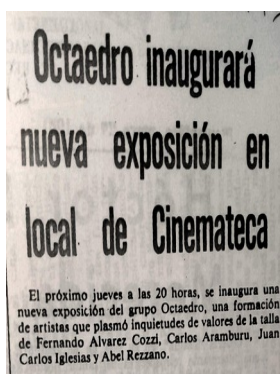 Octaedro inaugurará
nueva exposición en
local de Cinemateca
El próximo jueves a las 20 horas, se inaugura una
nueva exposición del grupo Octaedro, una formación
de artistas que plasmó inquietudes de valores de la talla
de Fernando Alvarez Cozzi, Carlos Aramburu, Juan
Carlos Iglesias y Abel Rezzano.